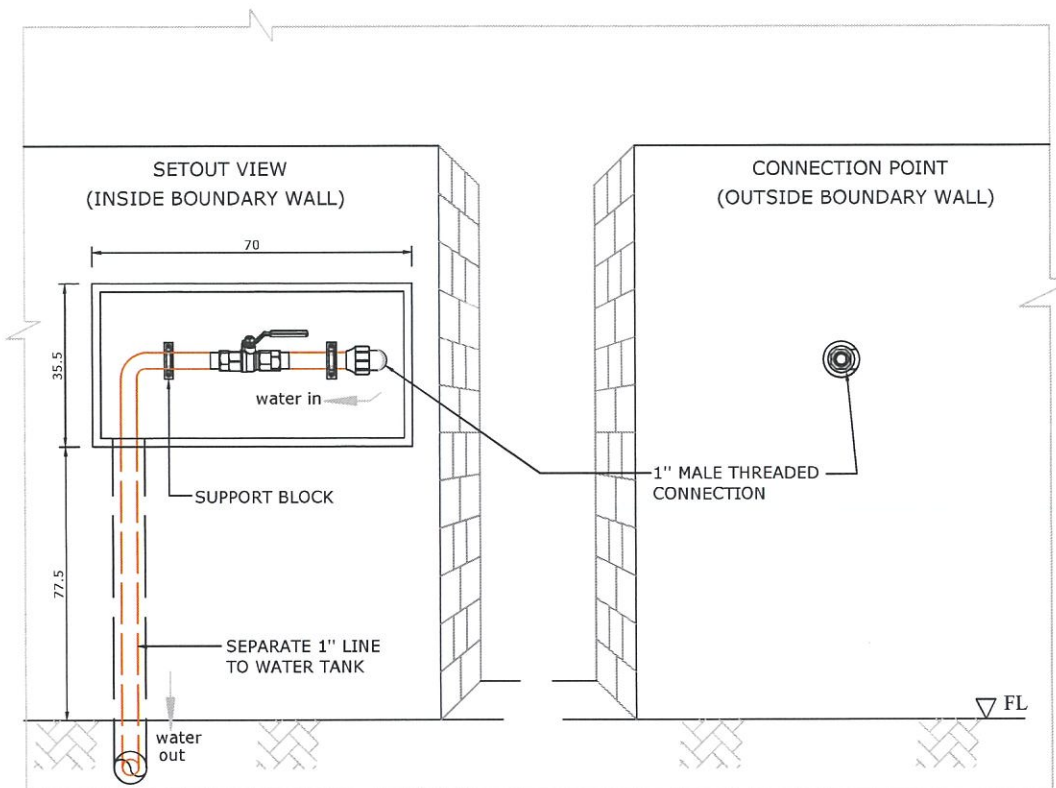 SETOUT VIEW
(INSIDE BOUNDARY WALL)
CONNECTION POINT
(OUTSIDE BOUNDARY WALL)
70
35.5
water in
1" MALE THREADED
CONNECTION
SUPPORT BLOCK
77.5
SEPARATE 1" LINE
TO WATER TANK
FL
water
out